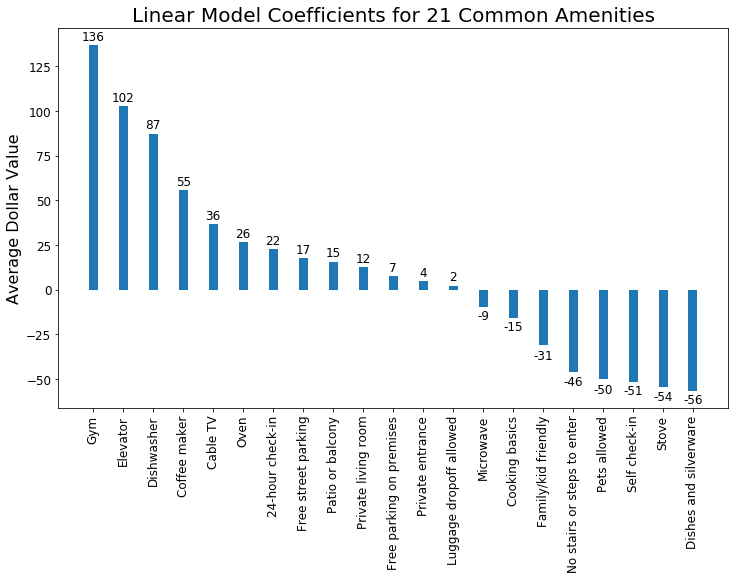 Linear Model Coefficients for 21 Common Amenities
Average Dollar Value
125
100
75
50
25
0
−25
−50
136
102
87
55
36
26
22
17
15
12
7
4
2
-9
-15
-31
-46
-50
-51
-54
-56
Gym
Elevator
Dishwasher
Coffee maker
Cable TV
Oven
24-hour check-in
Free street parking
Patio or balcony
Private living room
Free parking on premises
Private entrance
Luggage dropoff allowed
Microwave
Cooking basics
Family/kid friendly
No stairs or steps to enter
Pets allowed
Self check-in
Stove
Dishes and silverware